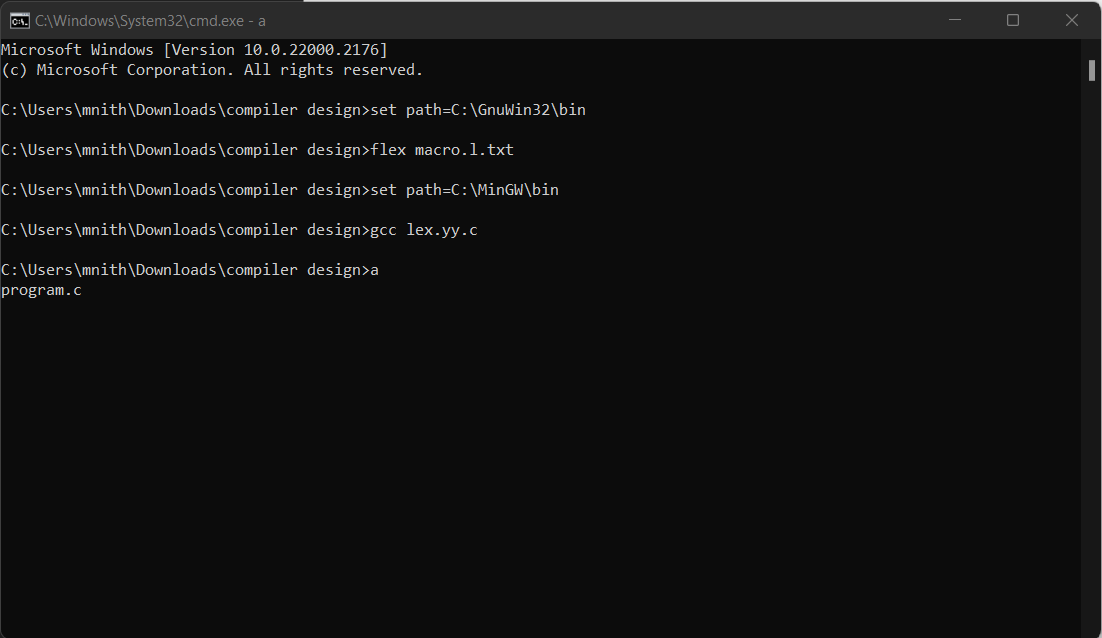 C:\Windows\System32\cmd.exe - a
Microsoft Windows [Version 10.0.22000.2176]
(c) Microsoft Corporation. All rights reserved.
C:\Users\mnith\Downloads\compiler design>set path=C:\GnuWin32\bin
C:\Users\mnith\Downloads\compiler design>flex macro.l.txt
C:\Users\mnith\Downloads\compiler design>set path=C:\MinGW\bin
C:\Users\mnith\Downloads\compiler design>gcc lex.yy.c
C:\Users\mnith\Downloads\compiler design>a
program.c